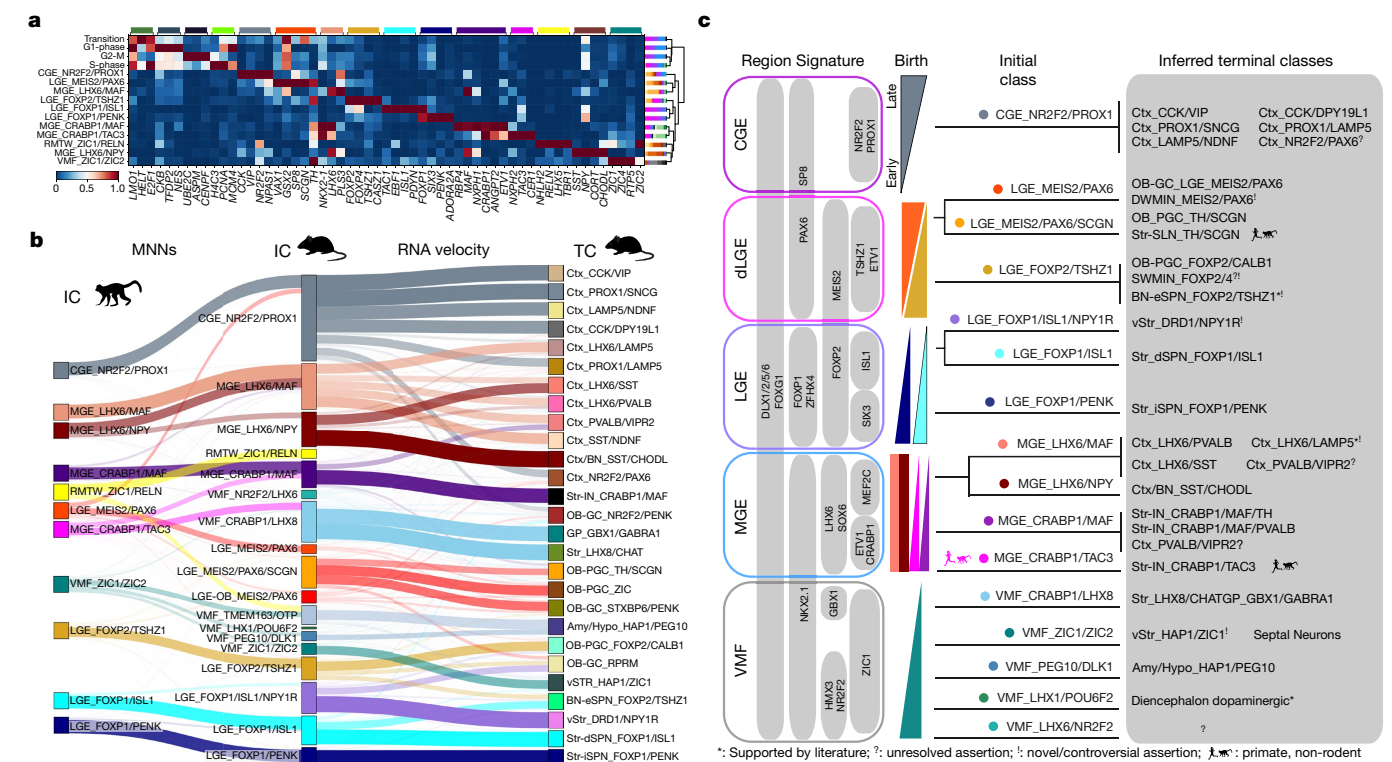 a
Transition
G1-phase
G2-M
S-phase
CGE_NR2F2/PROX1
LGE_MEIS2/PAX6
MGE_LHX6/MAF
LGE_FOXP2/TSHZ1
LGE_FOXP1/ISL1
LGE_FOXP1/PENK
MGE_CRABP1/MAF
MGE_CRABP1/TAC3
RMTW_ZIC1/RELN
MGE_LHX6/NPY
VMF_ZIC1/ZIC2
0 0.5 1.0
b
MNNs
IC
RNA velocity
TC
IC
CGE_NR2F2/PROX1
MGE_LHX6/MAF
MGE_LHX6/NPY
MGE_CRABP1/MAF
RMTW_ZIC1/RELN
LGE_MEIS2/PAX6
MGE_CRABP1/TAC3
VMF_ZIC1/ZIC2
LGE_FOXP2/TSHZ1
LGE_FOXP1/ISL1
LGE_FOXP1/PENK
CGE_NR2F2/PROX1
MGE_LHX6/MAF
MGE_LHX6/NPY
RMTW_ZIC1/RELN
MGE_CRABP1/MAF
VMF_NR2F2/LHX6
VMF_CRABP1/LHX8
LGE_MEIS2/PAX6
LGE_MEIS2/PAX6/SCGN
LGE-OB_MEIS2/PAX6
VMF_TMEM163/OTP
VMF_LHX1/POU6F2
VMF_PEG10/DLK1
VMF_ZIC1/ZIC2
LGE_FOXP2/TSHZ1
LGE_FOXP1/ISL1/NPY1R
LGE_FOXP1/ISL1
LGE_FOXP1/PENK
Ctx_CCK/VIP
Ctx_PROX1/SNCG
Ctx_LAMP5/NDNF
Ctx_CCK/DPY19L1
Ctx_LHX6/LAMP5
Ctx_PROX1/LAMP5
Ctx_LHX6/SST
Ctx_LHX6/PVALB
Ctx_PVALB/VIPR2
Ctx_SST/NDNF
Ctx/BN_SST/CHODL
Ctx_NR2F2/PAX6
Str-IN_CRABP1/MAF
OB-GC_NR2F2/PENK
GP_GBX1/GABRA1
Str_LHX8/CHAT
OB-PGC_TH/SCGN
OB-PGC_ZIC
OB-GC_STXBP6/PENK
Amy/Hypo_HAP1/PEG10
OB-PGC_FOXP2/CALB1
OB-GC_RPRM
vSTR_HAP1/ZIC1
BN-eSPN_FOXP2/TSHZ1
vStr_DRD1/NPY1R
Str-dSPN_FOXP1/ISL1
Str-iSPN_FOXP1/PENK
c
Region Signature
Birth
Initial
class
Inferred terminal classes
CGE
dLGE
LGE
MGE
VMF
DLX1/2/5/6
FOXG1
SP8
PAX6
NR2F2
PROX1
MEIS2
TSHZ1
ETV1
FOXP1
ZFHX4
FOXP2
ISL1
SIX3
LHX6
SOX6
MEF2C
ETV1
CRABP1
NKX2.1
GBX1
HMX3
NR2F2
ZIC1
Late
Early
CGE_NR2F2/PROX1
LGE_MEIS2/PAX6
LGE_MEIS2/PAX6/SCGN
LGE_FOXP2/TSHZ1
LGE_FOXP1/ISL1/NPY1R
LGE_FOXP1/ISL1
LGE_FOXP1/PENK
MGE_LHX6/MAF
MGE_LHX6/NPY
MGE_CRABP1/MAF
MGE_CRABP1/TAC3
VMF_CRABP1/LHX8
VMF_ZIC1/ZIC2
VMF_PEG10/DLK1
VMF_LHX1/POU6F2
VMF_LHX6/NR2F2
Ctx_CCK/VIP Ctx_CCK/DPY19L1
Ctx_PROX1/SNCG Ctx_PROX1/LAMP5
Ctx_LAMP5/NDNF Ctx_NR2F2/PAX6?
OB-GC_LGE_MEIS2/PAX6
DWMIN_MEIS2/PAX6!
OB_PGC_TH/SCGN
Str-SLN_TH/SCGN
OB-PGC_FOXP2/CALB1
SWMIN_FOXP2/4?!
BN-eSPN_FOXP2/TSHZ1*!
vStr_DRD1/NPY1R!
Str_dSPN_FOXP1/ISL1
Str_iSPN_FOXP1/PENK
Ctx_LHX6/PVALB Ctx_LHX6/LAMP5*!
Ctx_LHX6/SST Ctx_PVALB/VIPR2?
Ctx/BN_SST/CHODL
Str-IN_CRABP1/MAF/TH
Str-IN_CRABP1/MAF/PVALB
Ctx_PVALB/VIPR2?
Str-IN_CRABP1/TAC3
Str_LHX8/CHATGP_GBX1/GABRA1
vStr_HAP1/ZIC1! Septal Neurons
Amy/Hypo_HAP1/PEG10
Diencephalon dopaminergic*
?
*: Supported by literature; ?: unresolved assertion; !: novel/controversial assertion; : primate, non-rodent